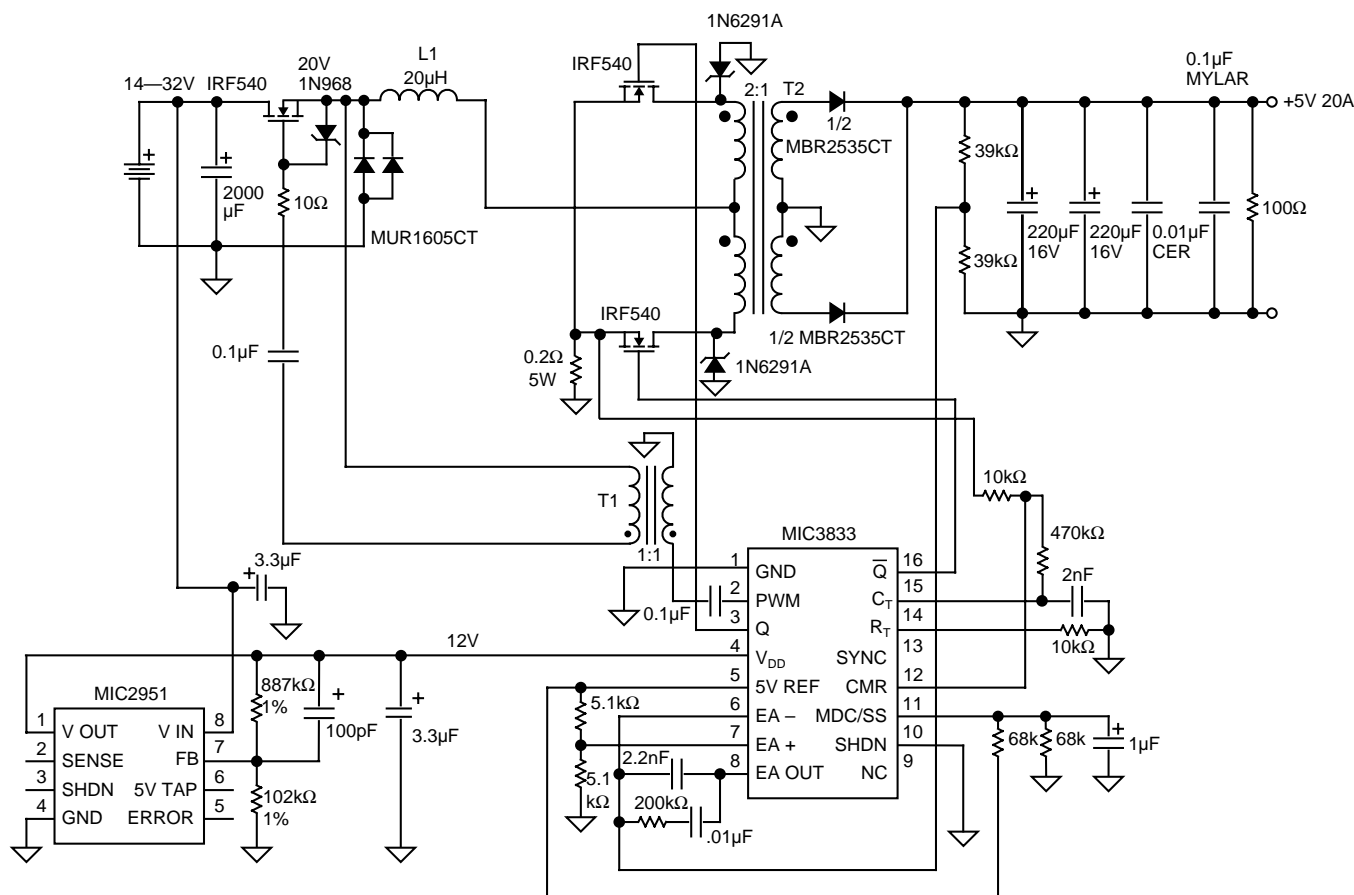 1N6291A
14—32V
IRF540
20V
1N968
L1
20µH
IRF540
2:1
T2
0.1µF
MYLAR
+5V 20A
1/2
MBR2535CT
39kΩ
2000
µF
10Ω
MUR1605CT
100Ω
220µF
16V
220µF
16V
0.01µF
CER
39kΩ
IRF540
1/2 MBR2535CT
0.1µF
0.2Ω
5W
1N6291A
10kΩ
T1
1:1
MIC3833
470kΩ
3.3µF
2nF
0.1µF
10kΩ
12V
1 GND Q 16
2 PWM CT 15
3 Q RT 14
4 VDD SYNC 13
5 5V REF CMR 12
6 EA – MDC/SS 11
7 EA + SHDN 10
8 EA OUT NC 9
MIC2951
887kΩ
1%
100pF
3.3µF
5.1kΩ
1 V OUT V IN 8
2 SENSE FB 7
3 SHDN 5V TAP 6
4 GND ERROR 5
102kΩ
1%
2.2nF
5.1
kΩ
200kΩ
.01µF
68k
68k
1µF